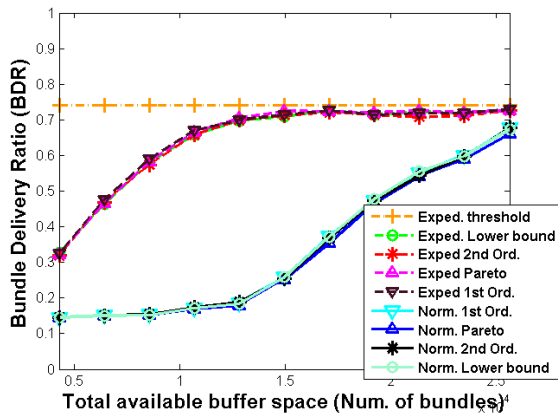 1
0.9
0.8
0.7
0.6
0.5
0.4
0.3
0.2
0.1
0
Bundle Delivery Ratio (BDR)
Exped. threshold
Exped. Lower bound
Exped 2nd Ord.
Exped Pareto
Exped 1st Ord.
Norm. 1st Ord.
Norm. Pareto
Norm. 2nd Ord.
Norm. Lower bound
0.5 1 1.5 2 2.5
× 10^4
Total available buffer space (Num. of bundles)